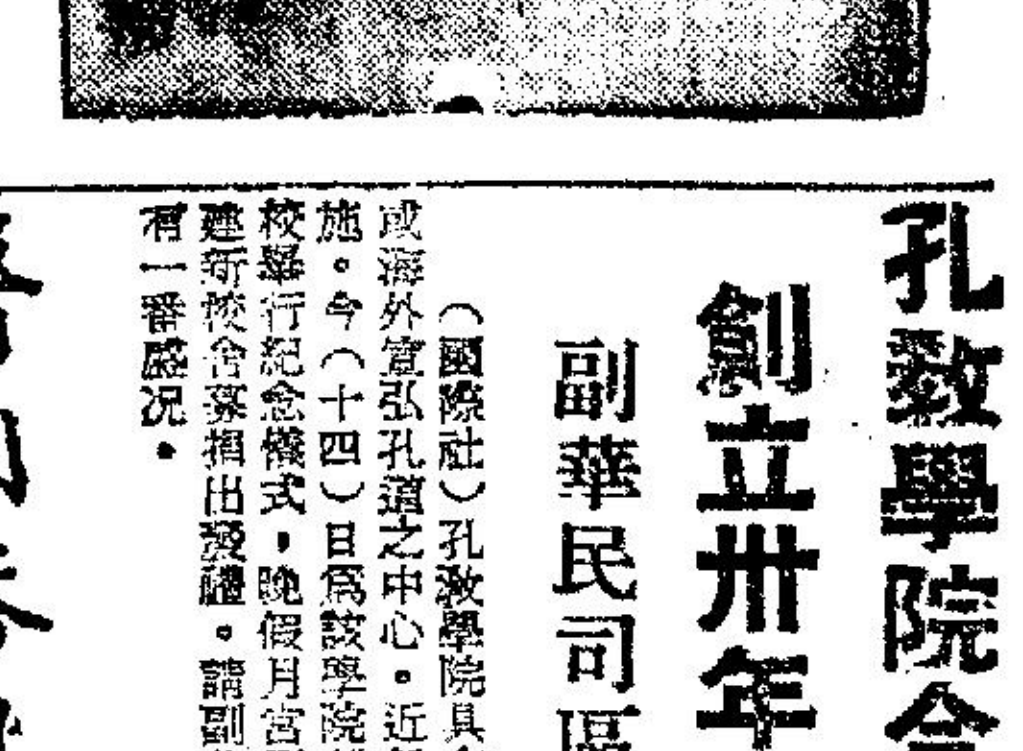 孔教學院
創立卅年
副華民司
（國際社）孔教學院具
成海外宣弘孔道之中心。近
施。今（十四）日為該學院
校舉行紀念儀式，晚假月宮
建新校舍募捐出發禮。請副
有一番盛况．